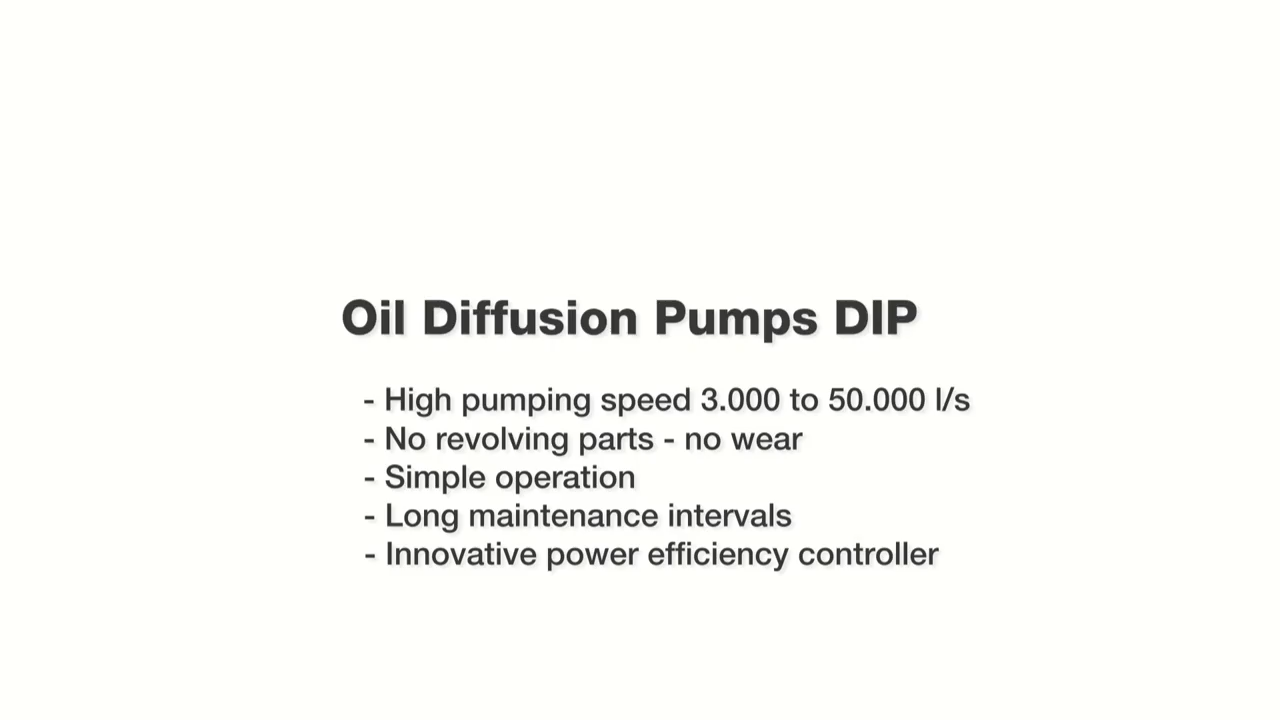 Oil Diffusion Pumps DIP
- High pumping speed 3.000 to 50.000 l/s
- No revolving parts - no wear
- Simple operation
- Long maintenance intervals
- Innovative power efficiency controller